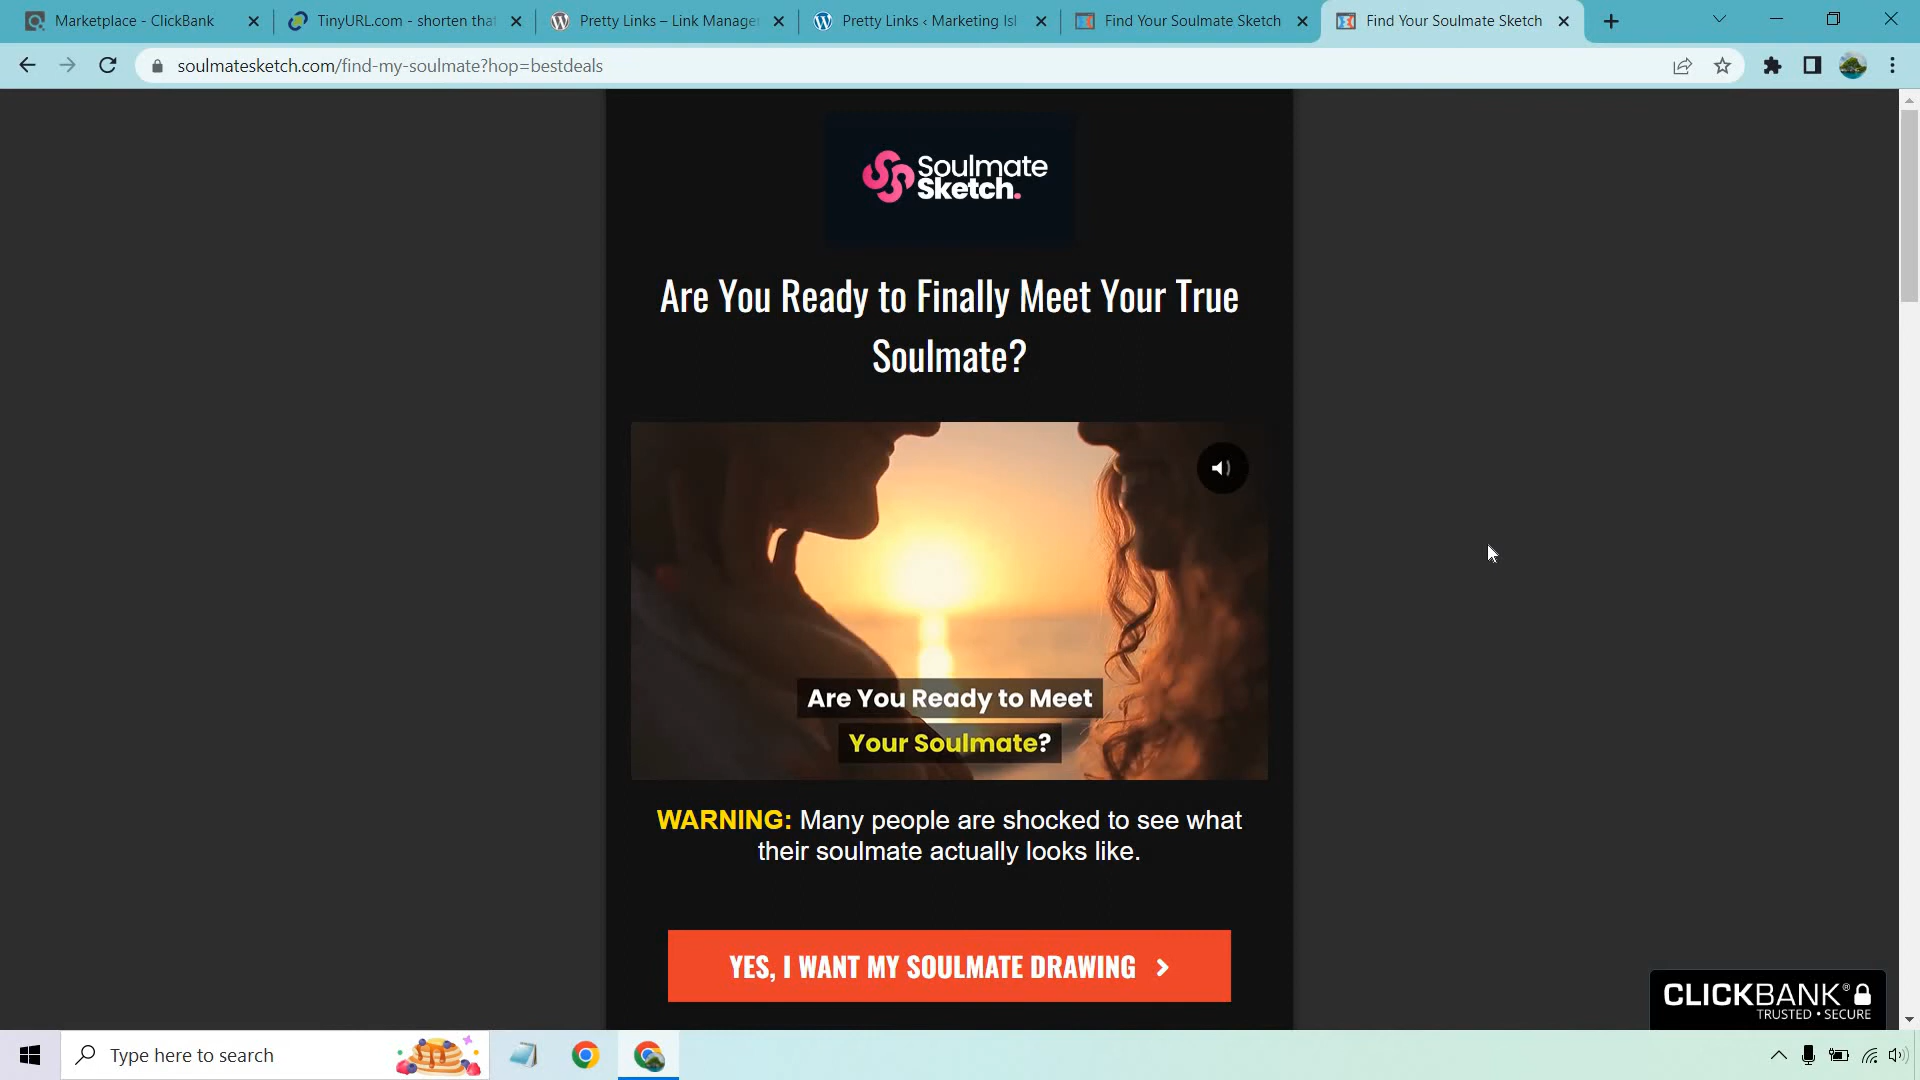 Marketplace - ClickBank
TinyURL.com - shorten that
Pretty Links – Link Manager
Pretty Links ‹ Marketing Isl
Find Your Soulmate Sketch
Find Your Soulmate Sketch
soulmatesketch.com/find-my-soulmate?hop=bestdeals
Soulmate
Sketch.
Are You Ready to Finally Meet Your True
Soulmate?
Are You Ready to Meet
Your Soulmate?
WARNING: Many people are shocked to see what
their soulmate actually looks like.
YES, I WANT MY SOULMATE DRAWING
CLICKBANK®
TRUSTED • SECURE
Type here to search